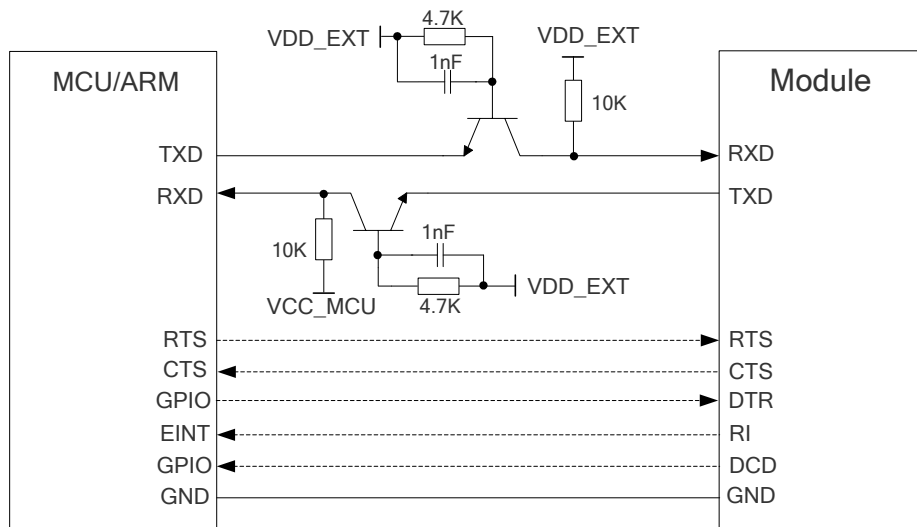 4.7K
VDD_EXT
VDD_EXT
1nF
MCU/ARM
Module
10K
TXD
RXD
RXD
TXD
1nF
10K
VDD_EXT
VCC_MCU
4.7K
RTS
RTS
CTS
CTS
GPIO
DTR
EINT
RI
GPIO
DCD
GND
GND